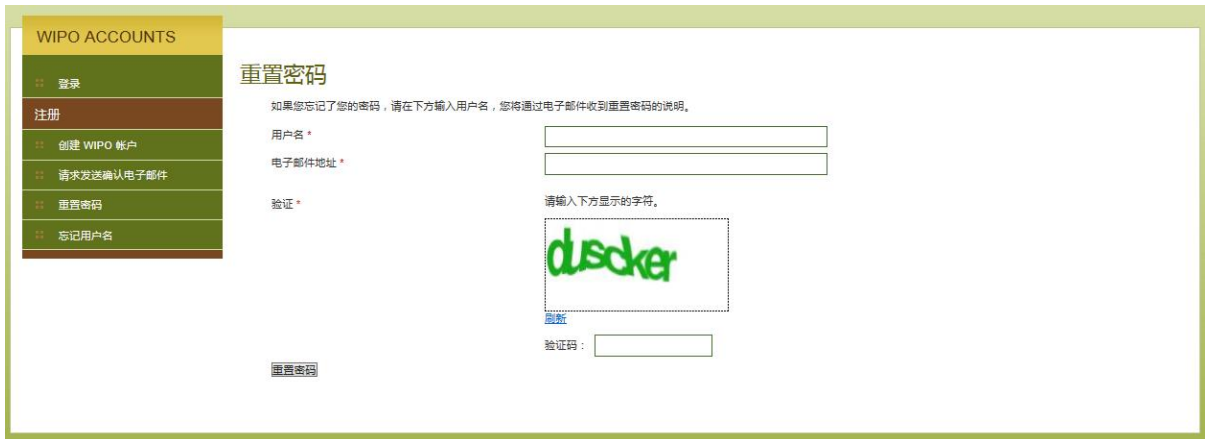 WIPO ACCOUNTS
登录
注册
创建 WIPO 帐户
请求发送确认电子邮件
重置密码
忘记用户名
重置密码
如果您忘记了您的密码，请在下方输入用户名，您将通过电子邮件收到重置密码的说明。
用户名 *
电子邮件地址 *
验证 *
请输入下方显示的字符。
duscker
刷新
验证码：
重置密码